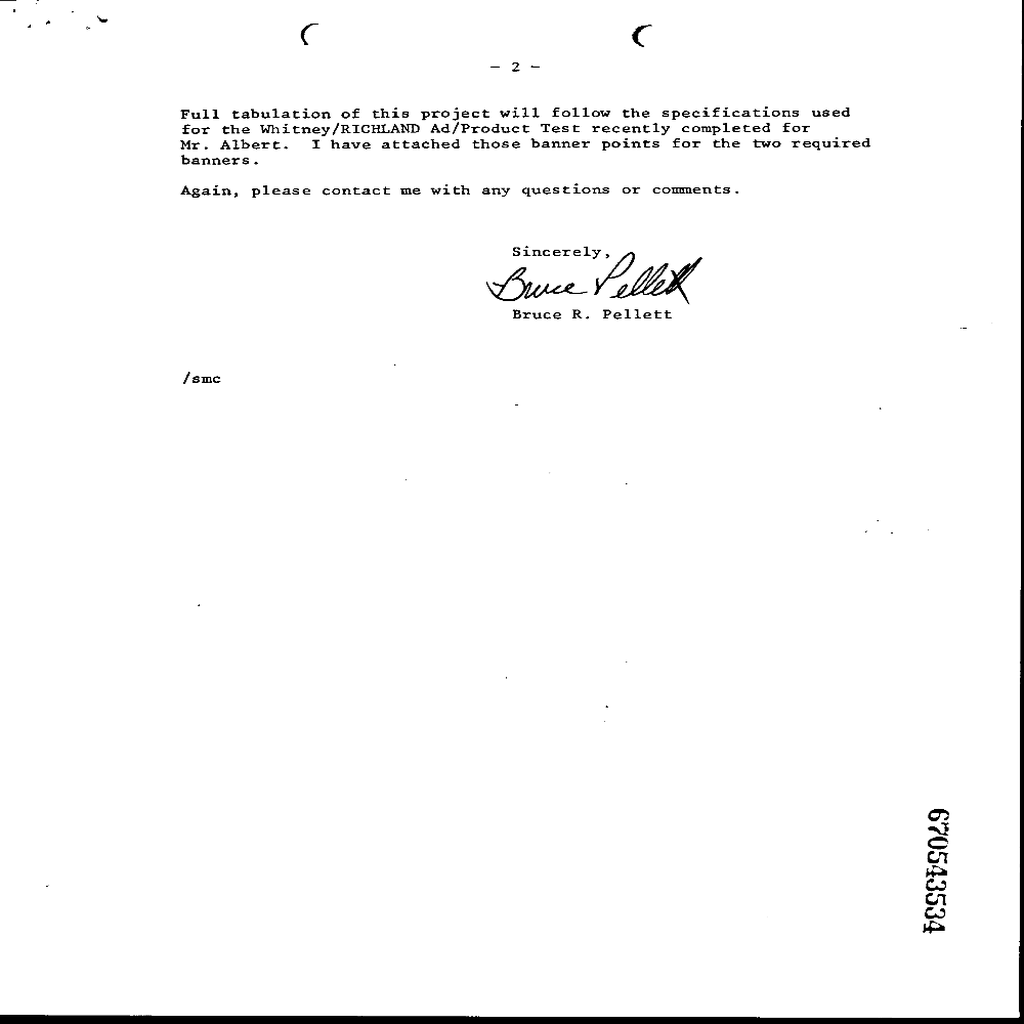 - 2 -
Full tabulation of this project will follow the specifications used
for the Whitney/RICHLAND Ad/Product Test recently completed for
Mr. Albert. I have attached those banner points for the two required
banners.
Again, please contact me with any questions or comments.
Sincerely,
Bruce Pellett
Bruce R. Pellett
/smc
670543534